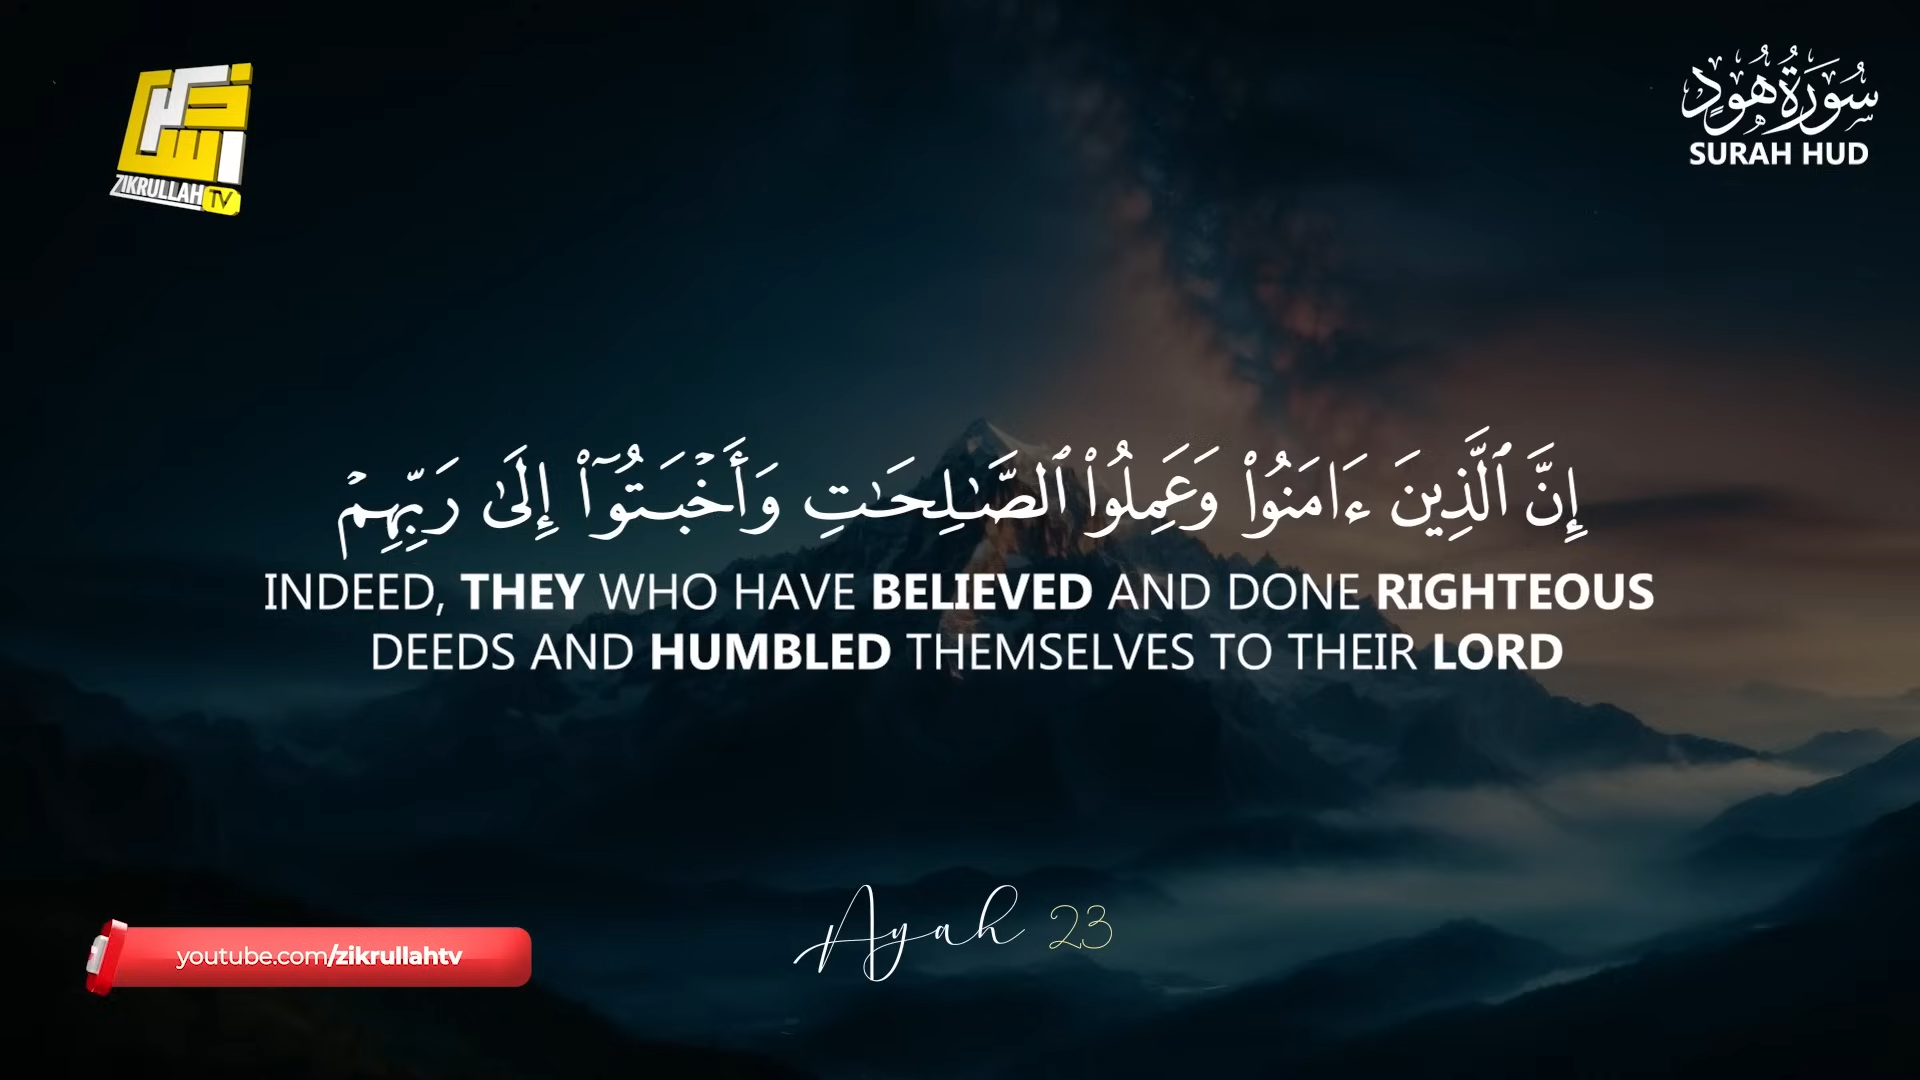 ZIKRULLAH TV
سُورَةُ هُودٍ
SURAH HUD
إِنَّ ٱلَّذِينَ ءَامَنُوا۟ وَعَمِلُوا۟ ٱلصَّـٰلِحَـٰتِ وَأَخْبَتُوٓا۟ إِلَىٰ رَبِّهِمْ
INDEED, THEY WHO HAVE BELIEVED AND DONE RIGHTEOUS
DEEDS AND HUMBLED THEMSELVES TO THEIR LORD
Ayah 23
youtube.com/zikrullahtv